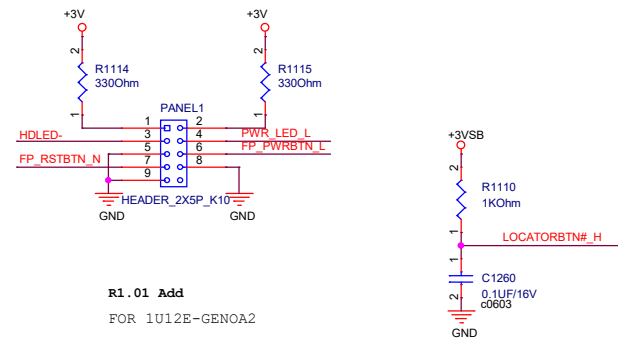 +3V
+3V
2
R1114
330Ohm
1
2
R1115
330Ohm
1
PANEL1
1
2
HDLED-
3
4
PWR_LED_L
5
6
FP_PWRBTN_L
FP_RSTBTN_N
7
8
9
HEADER_2X5P_K10
GND
GND
+3VSB
2
R1110
1KOhm
1
LOCATORBTN#_H
1
C1260
0.1UF/16V
2
c0603
GND
R1.01 Add
FOR 1U12E-GENOA2